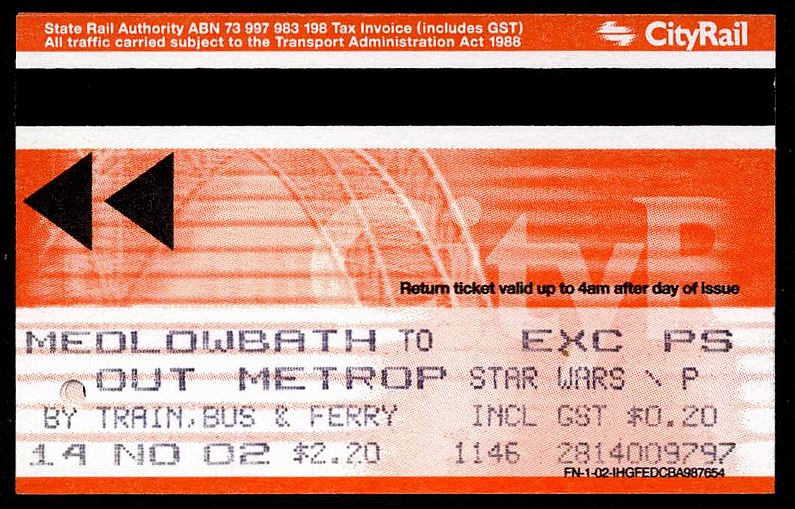 State Rail Authority ABN 73 997 983 198 Tax Invoice (includes GST)
All traffic carried subject to the Transport Administration Act 1988
CityRail
CityR
Return ticket valid up to 4am after day of issue
MEDLOWBATH TO EXC PS
OUT METROP STAR WARS \ P
BY TRAIN,BUS & FERRY INCL GST $0.20
14 NO 02 $2.20 1146 2814009797
FN-1-02-IHGFEDCBA987654